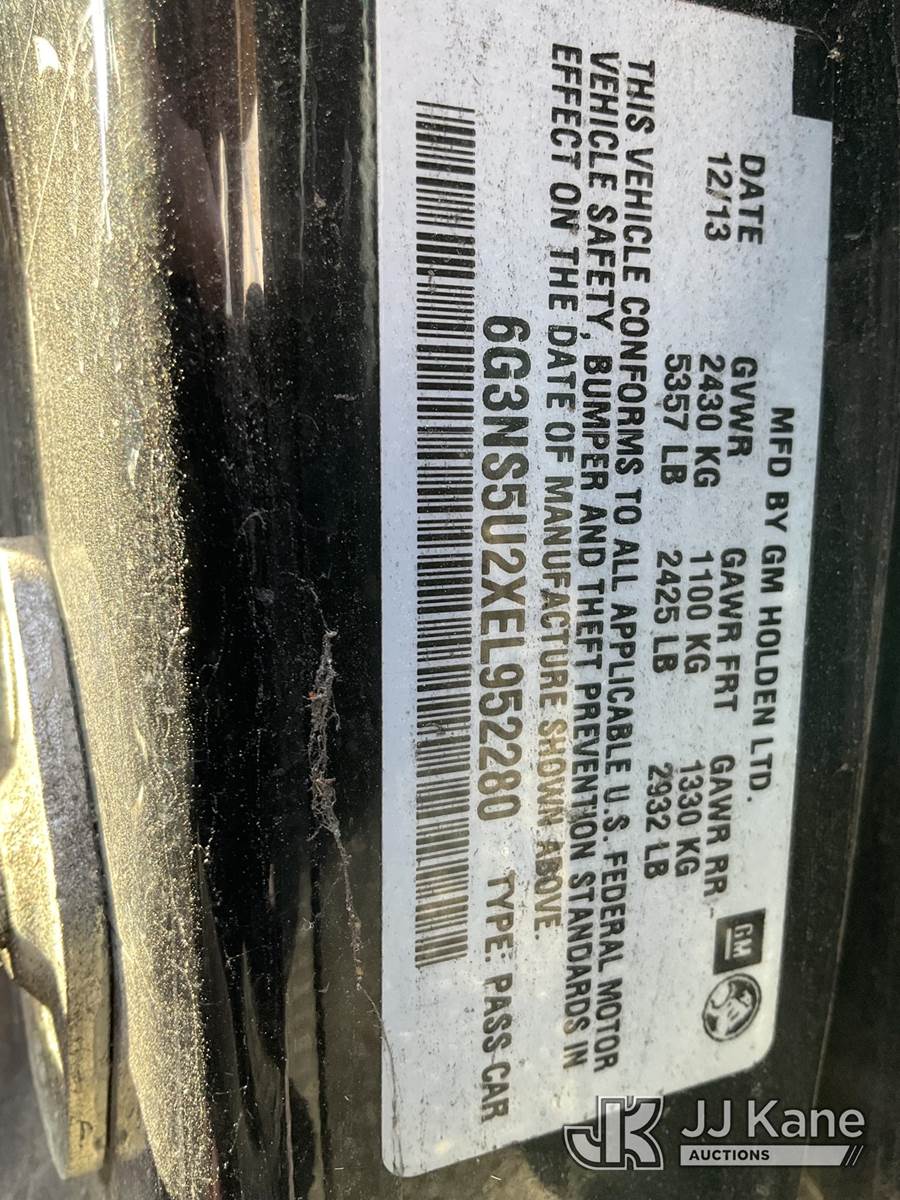 MFD BY GM HOLDEN LTD.
DATE GVWR GAWR FRT GAWR RR
12/13 2430 KG 1100 KG 1330 KG
5357 LB 2425 LB 2932 LB
GM
THIS VEHICLE CONFORMS TO ALL APPLICABLE U.S. FEDERAL MOTOR
VEHICLE SAFETY, BUMPER AND THEFT PREVENTION STANDARDS IN
EFFECT ON THE DATE OF MANUFACTURE SHOWN ABOVE.
6G3NS5U2XEL952280 TYPE: PASS CAR
JK JJ Kane
AUCTIONS